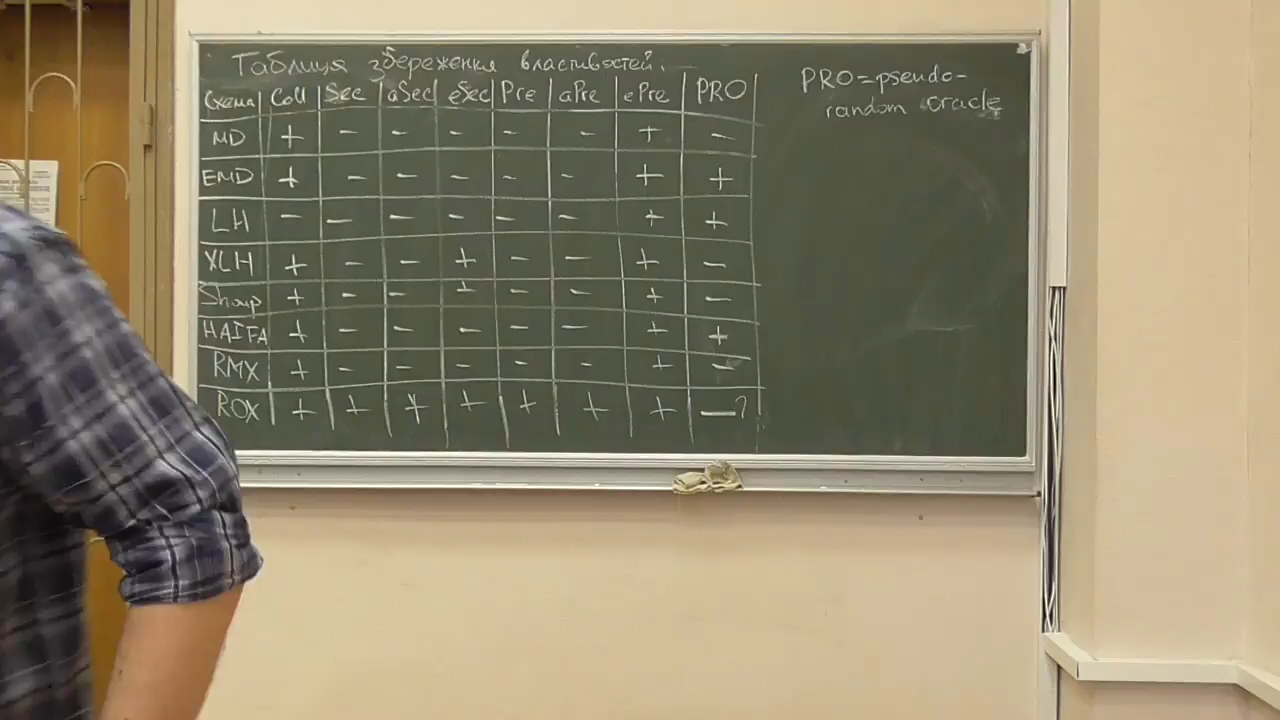 Таблиця збереження властивостей.
Схема Coll Sec aSec eSec Pre aPre ePre PRO
MD + - - - - - + -
EMD + - - - - - + +
LH - - - - - - + +
XLH + - - + - - + -
Shoup + - - + - - + -
HAIFA + - - - - - + +
RMX + - - - - - + -
ROX + + + + + + + -?
PRO=pseudo-
random oracle